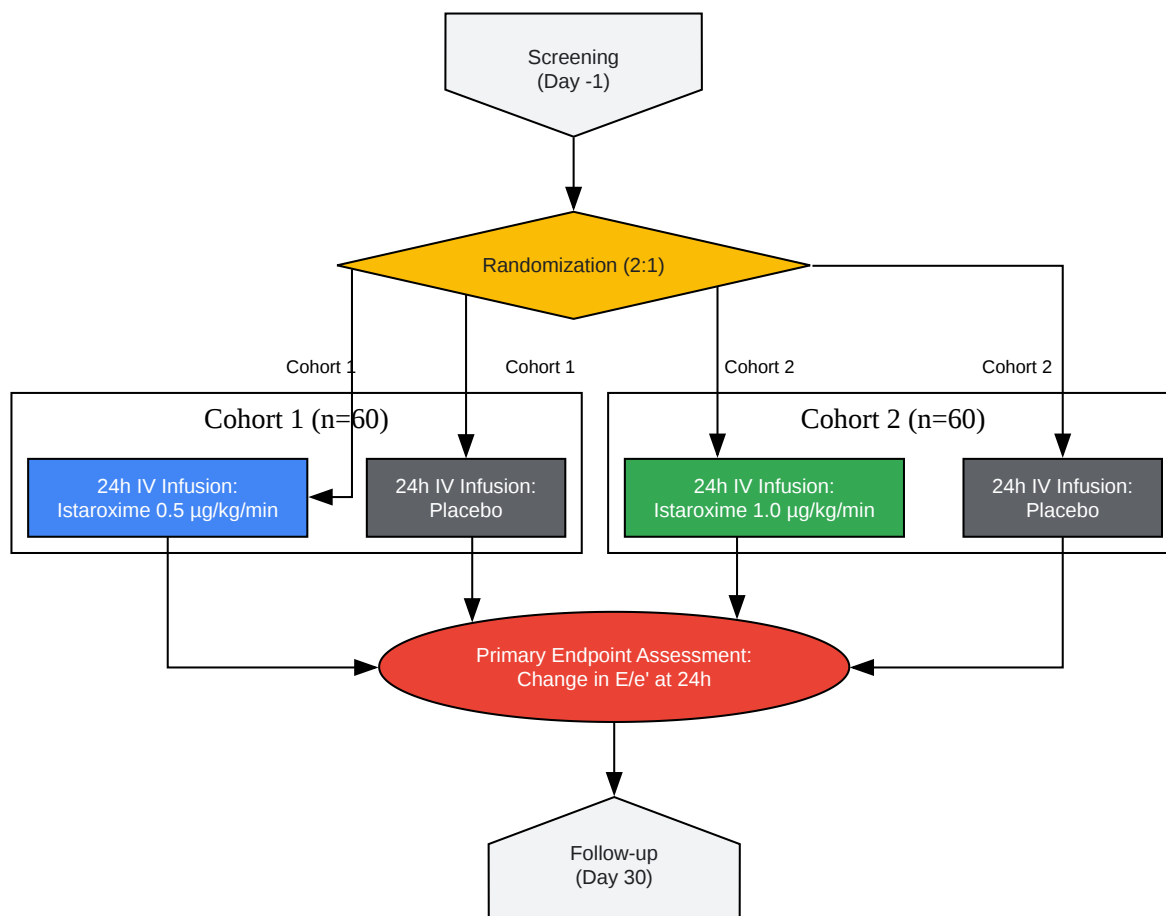 Screening
(Day -1)
Randomization (2:1)
Cohort 1
Cohort 1
Cohort 2
Cohort 2
Cohort 1 (n=60)
Cohort 2 (n=60)
24h IV Infusion:
Istaroxime 0.5 µg/kg/min
24h IV Infusion:
Placebo
24h IV Infusion:
Istaroxime 1.0 µg/kg/min
24h IV Infusion:
Placebo
Primary Endpoint Assessment:
Change in E/e' at 24h
Follow-up
(Day 30)